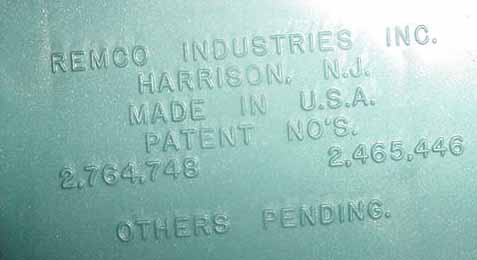 REMCO INDUSTRIES INC.
HARRISON, N.J.
MADE IN U.S.A.
PATENT NO'S.
2,764,748 2,465,446
OTHERS PENDING.